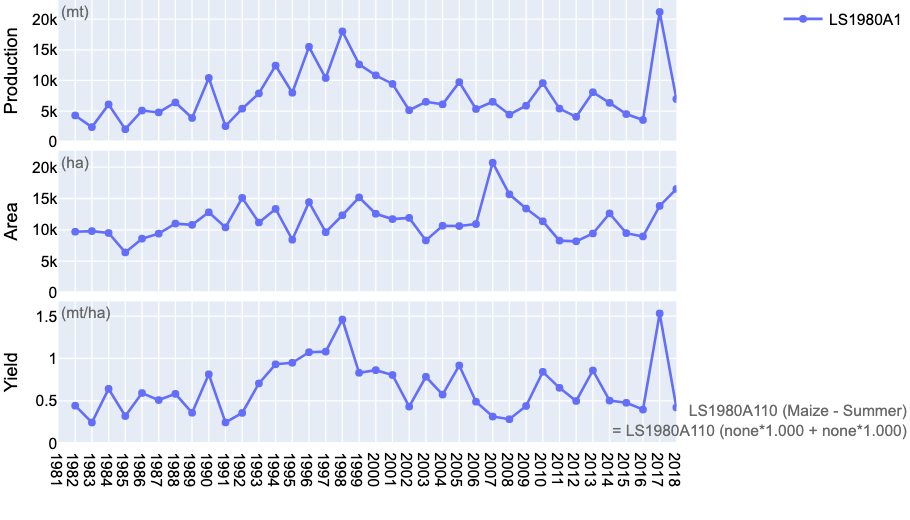 LS1980A1
Production
(mt)
20k
15k
10k
5k
0
Area
(ha)
20k
15k
10k
5k
0
Yield
(mt/ha)
1.5
1
0.5
0
LS1980A110 (Maize - Summer)
= LS1980A110 (none*1.000 + none*1.000)
1981
1982
1983
1984
1985
1986
1987
1988
1989
1990
1991
1992
1993
1994
1995
1996
1997
1998
1999
2000
2001
2002
2003
2004
2005
2006
2007
2008
2009
2010
2011
2012
2013
2014
2015
2016
2017
2018